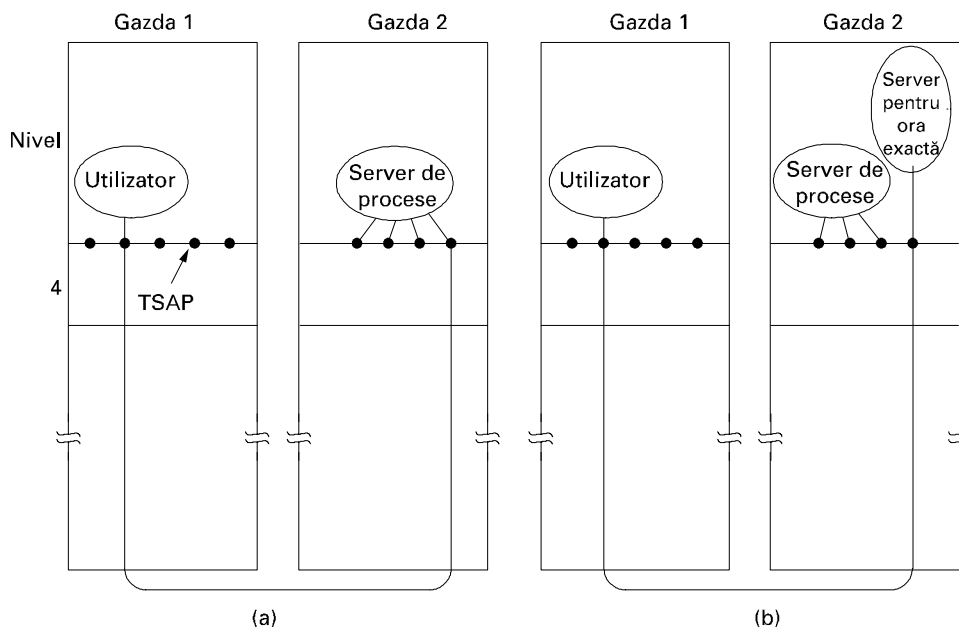 Gazda 1
Gazda 2
Gazda 1
Gazda 2
Nivel
4
Utilizator
Server de
procese
TSAP
Utilizator
Server de
procese
Server
pentru
ora
exactă
(a)
(b)